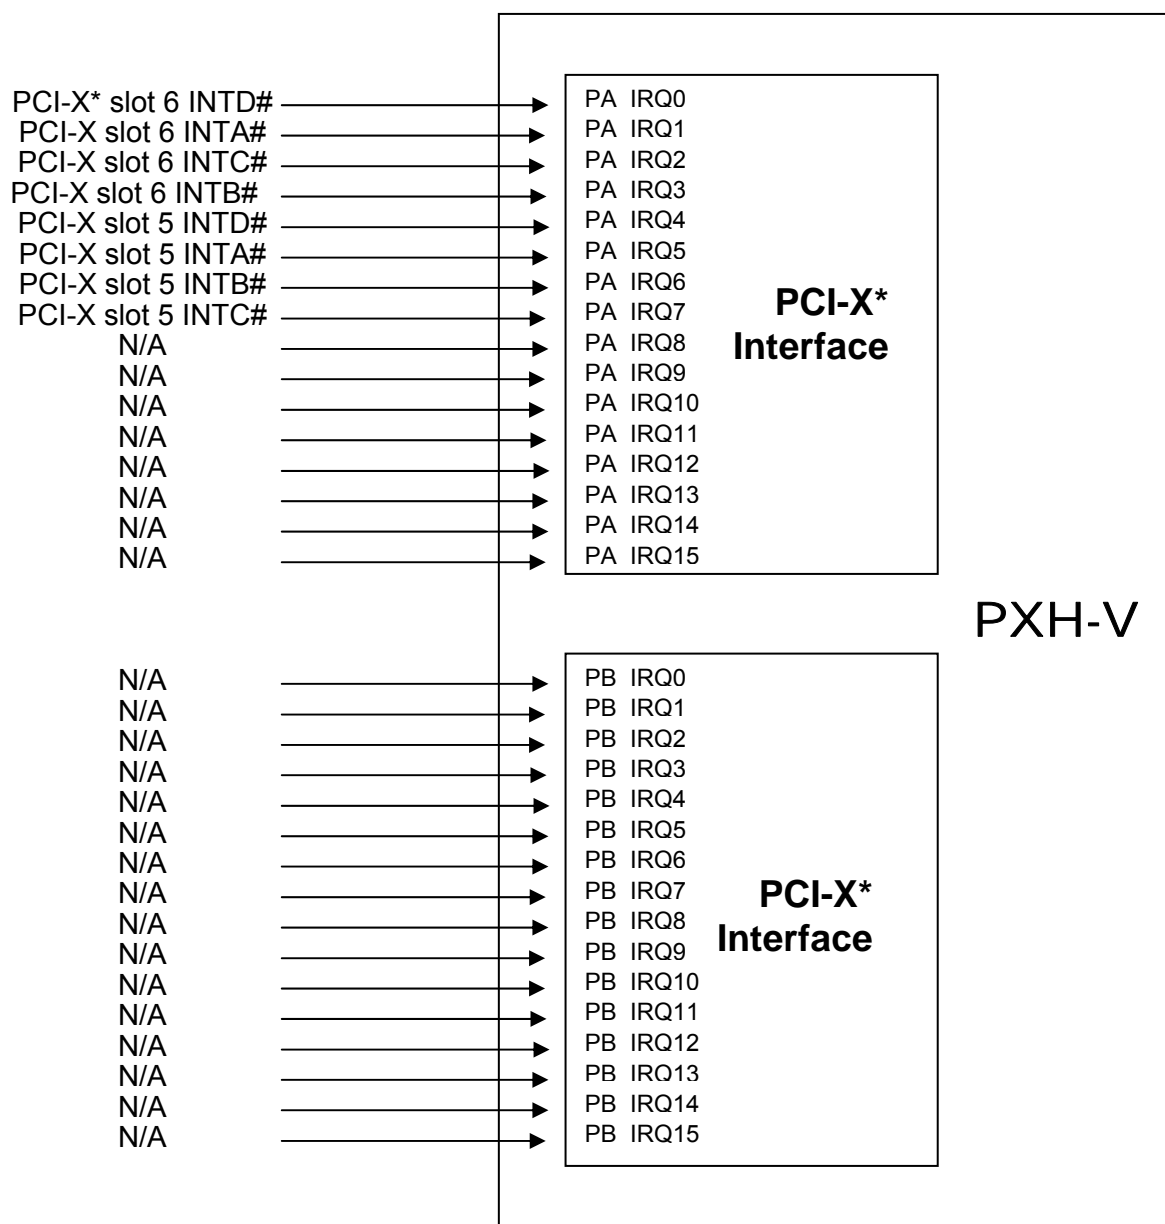 PCI-X* slot 6 INTD# PA IRQ0
PCI-X slot 6 INTA# PA IRQ1
PCI-X slot 6 INTC# PA IRQ2
PCI-X slot 6 INTB# PA IRQ3
PCI-X slot 5 INTD# PA IRQ4
PCI-X slot 5 INTA# PA IRQ5
PCI-X slot 5 INTB# PA IRQ6
PCI-X slot 5 INTC# PA IRQ7
N/A PA IRQ8
N/A PA IRQ9
N/A PA IRQ10
N/A PA IRQ11
N/A PA IRQ12
N/A PA IRQ13
N/A PA IRQ14
N/A PA IRQ15
PCI-X*
Interface
PXH-V
N/A PB IRQ0
N/A PB IRQ1
N/A PB IRQ2
N/A PB IRQ3
N/A PB IRQ4
N/A PB IRQ5
N/A PB IRQ6
N/A PB IRQ7
N/A PB IRQ8
N/A PB IRQ9
N/A PB IRQ10
N/A PB IRQ11
N/A PB IRQ12
N/A PB IRQ13
N/A PB IRQ14
N/A PB IRQ15
PCI-X*
Interface